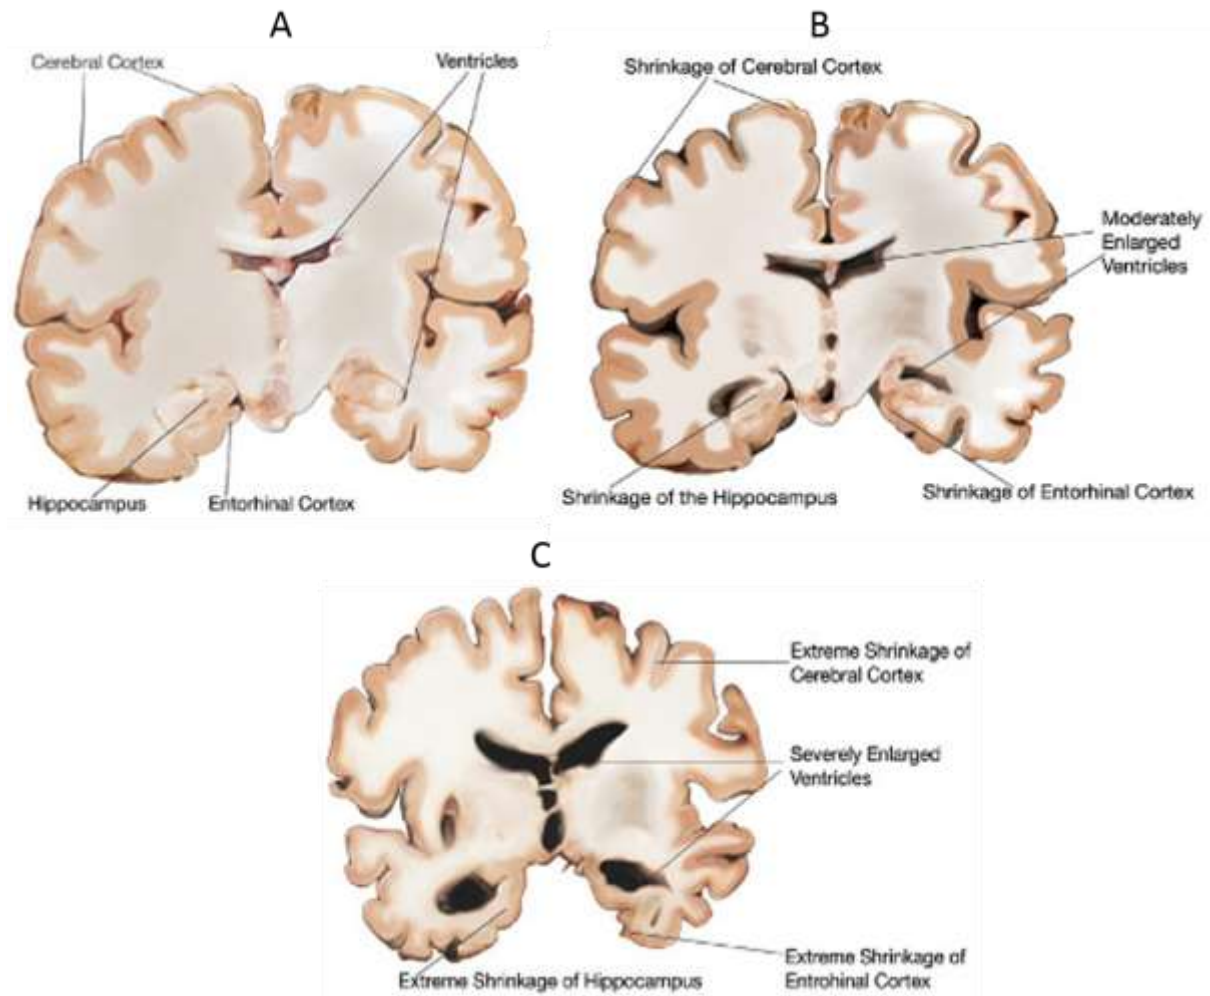 A
B
Cerebral Cortex
Ventricles
Hippocampus
Entorhinal Cortex
Shrinkage of Cerebral Cortex
Moderately
Enlarged
Ventricles
Shrinkage of the Hippocampus
Shrinkage of Entorhinal Cortex
C
Extreme Shrinkage of
Cerebral Cortex
Severely Enlarged
Ventricles
Extreme Shrinkage of Hippocampus
Extreme Shrinkage of
Entrohinal Cortex